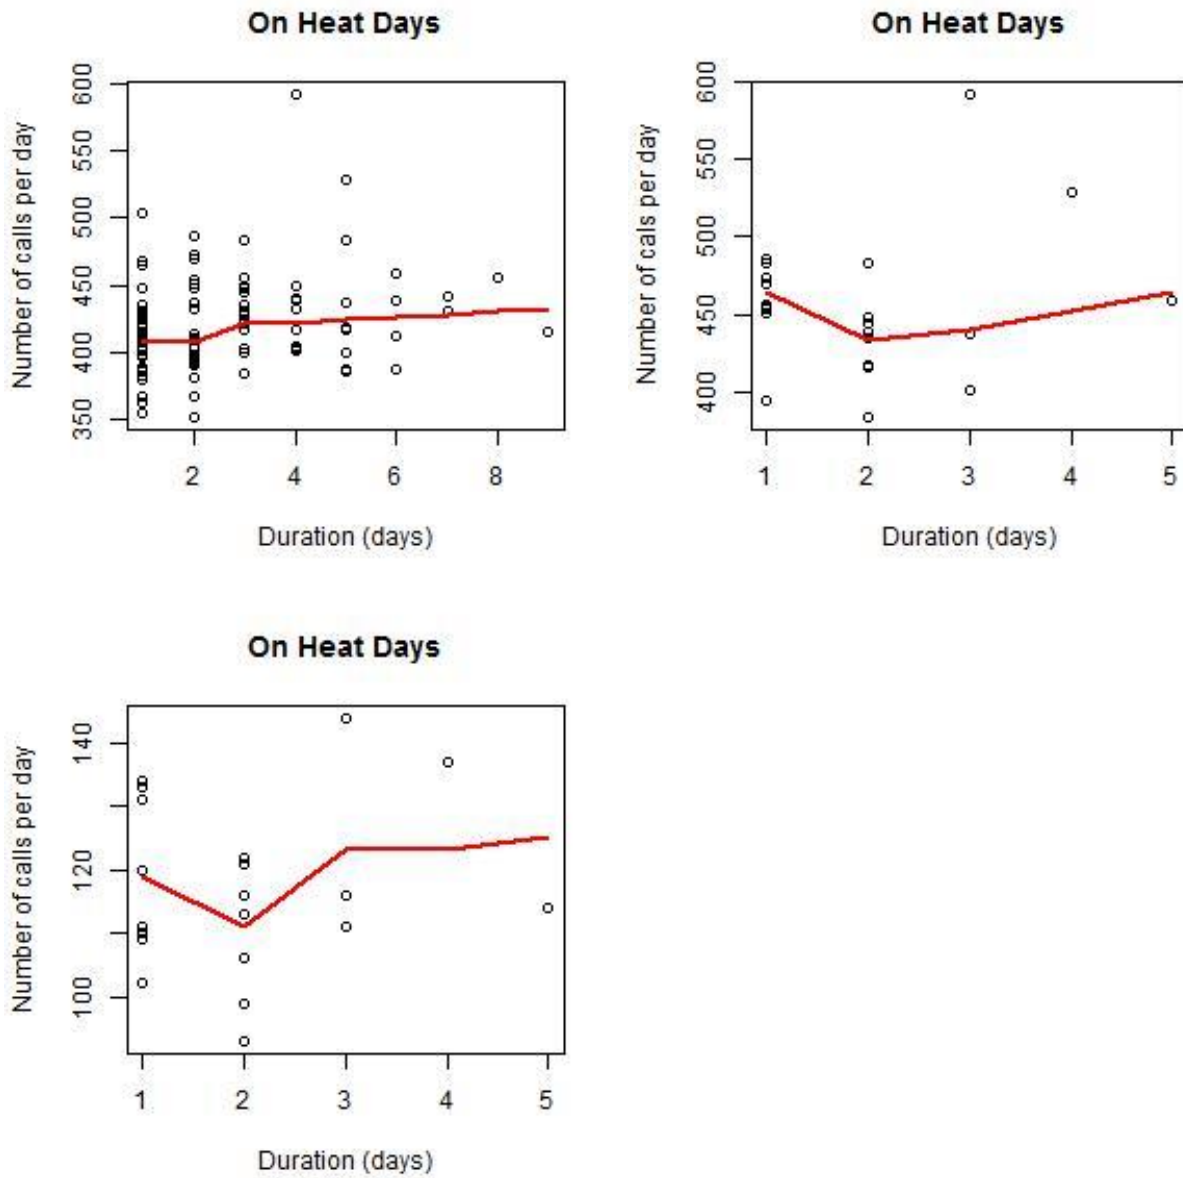 On Heat Days
Number of calls per day
600
550
500
450
400
350
2 4 6 8
Duration (days)
On Heat Days
Number of cals per day
600
550
500
450
400
1 2 3 4 5
Duration (days)
On Heat Days
Number of calls per day
140
120
100
1 2 3 4 5
Duration (days)